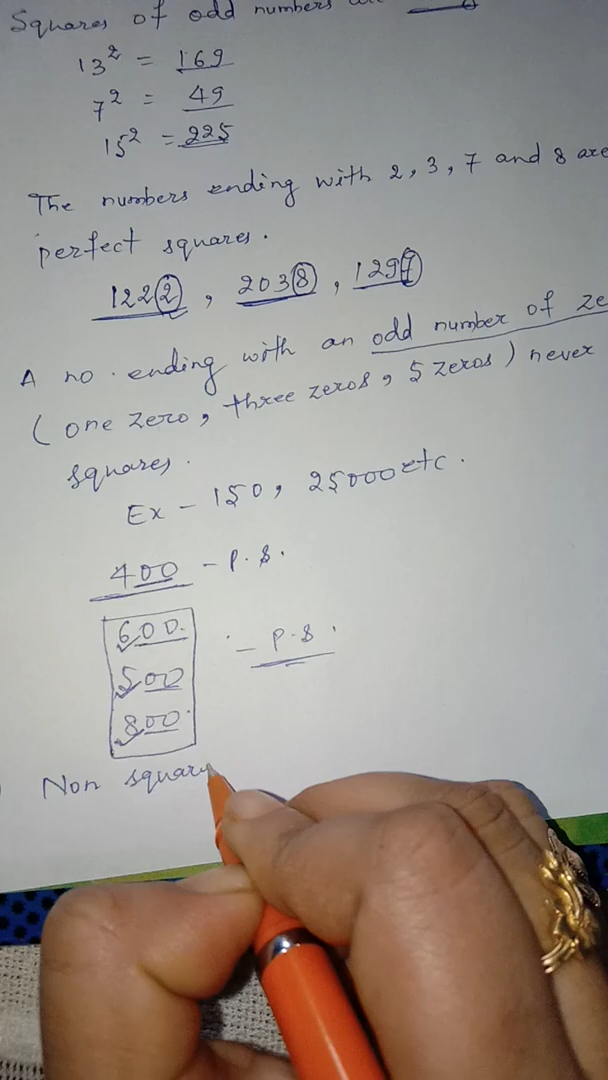 Squares of odd numbers are
13² = 169
7² = 49
15² = 225
The numbers ending with 2, 3, 7 and 8 are
perfect squares.
1222, 2038, 1297
A no. ending with an odd number of ze
(one zero, three zeros, 5 zeros) never
squares.
Ex - 150, 25000 etc.
400 - P.S.
600.
- P.S.
500
800.
Non squar